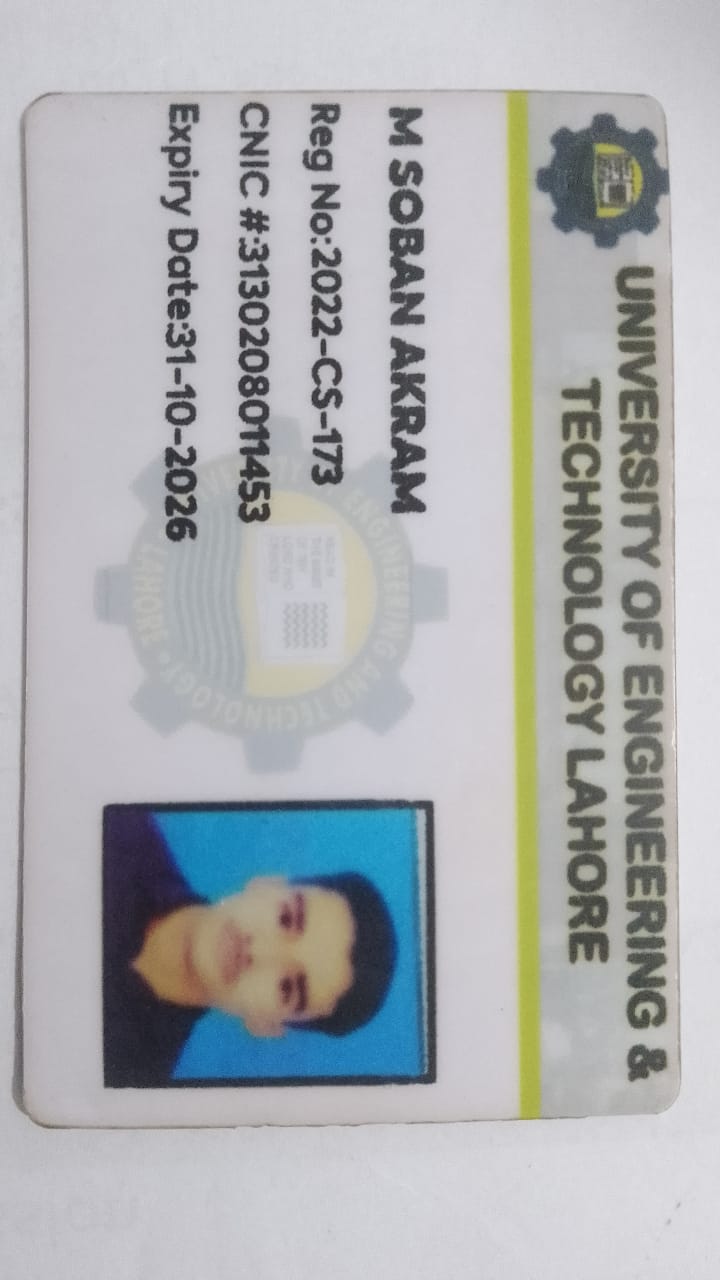 UNIVERSITY OF ENGINEERING &
TECHNOLOGY LAHORE
M SOBAN AKRAM
Reg No:2022-CS-173
CNIC #:3130208011453
Expiry Date:31-10-2026
ENGINEERING AND TECHNOLOGY
LAHORE
READ IN
THE NAME
OF THY
LORD WHO
CREATED